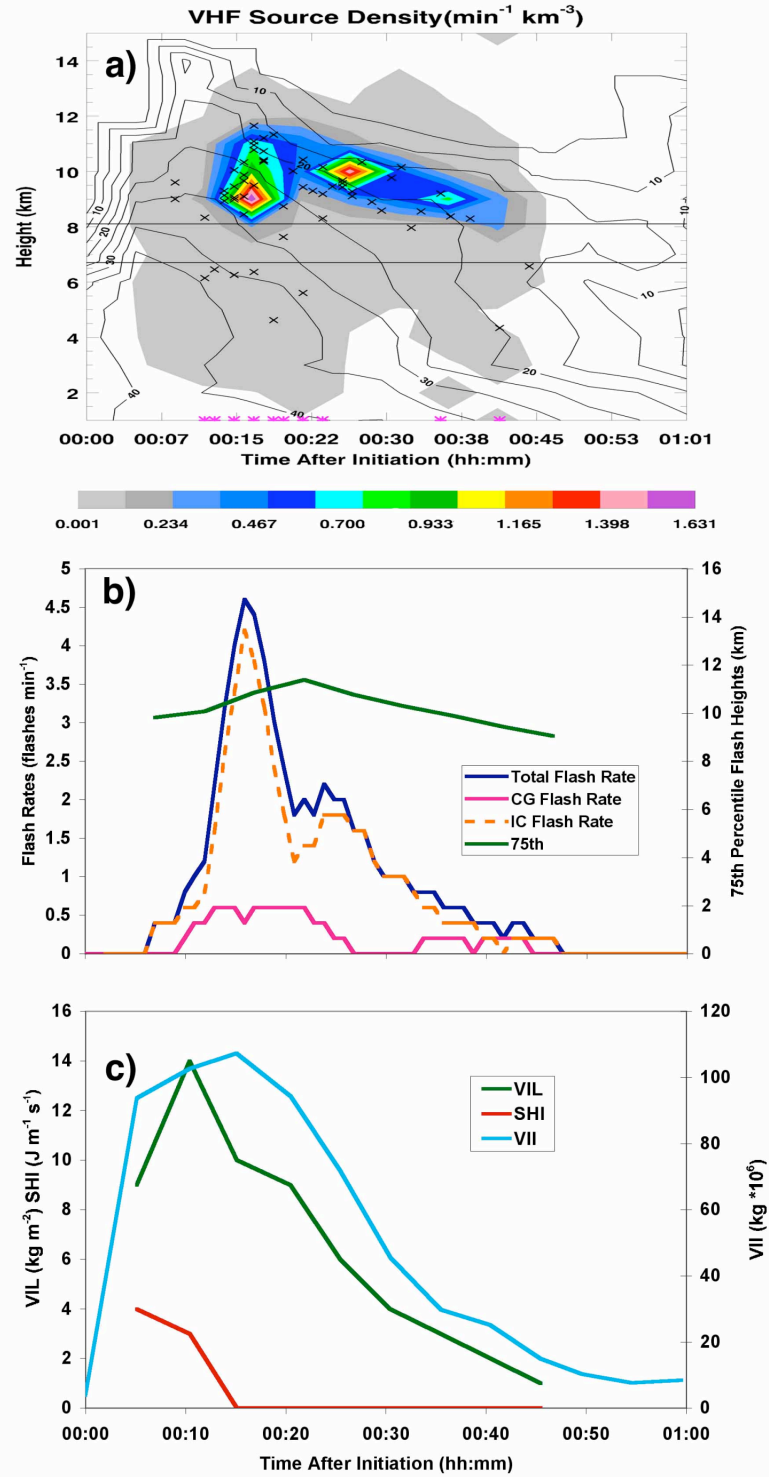 VHF Source Density(min⁻¹ km⁻³)
a)
14
12
10
8
6
4
2
Height (km)
10
10
20
30
40
20
40
30
20
10
10
00:00 00:07 00:15 00:22 00:30 00:38 00:45 00:53 01:01
Time After Initiation (hh:mm)
0.001 0.234 0.467 0.700 0.933 1.165 1.398 1.631
b)
5
4.5
4
3.5
3
2.5
2
1.5
1
0.5
0
Flash Rates (flashes min⁻¹)
16
14
12
10
8
6
4
2
0
75th Percentile Flash Heights (km)
Total Flash Rate
CG Flash Rate
IC Flash Rate
75th
c)
16
14
12
10
8
6
4
2
0
VIL (kg m⁻²) SHI (J m⁻¹ s⁻¹)
120
100
80
60
40
20
0
VII (kg *10⁶)
VIL
SHI
VII
00:00 00:10 00:20 00:30 00:40 00:50 01:00
Time After Initiation (hh:mm)